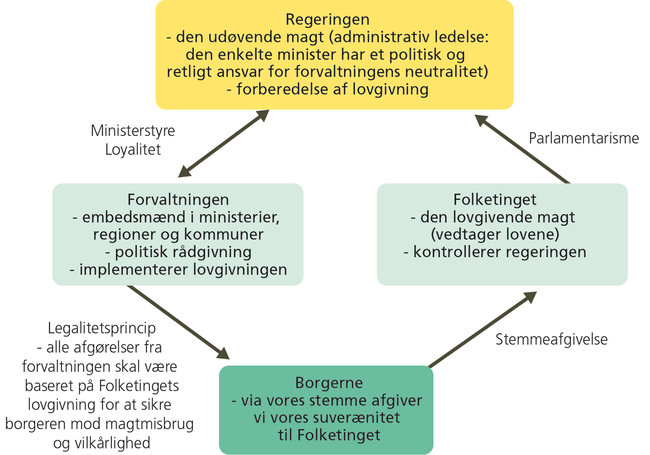 Regeringen
- den udøvende magt (administrativ ledelse:
den enkelte minister har et politisk og
retligt ansvar for forvaltningens neutralitet)
- forberedelse af lovgivning
Ministerstyre
Loyalitet
Parlamentarisme
Forvaltningen
- embedsmænd i ministerier,
regioner og kommuner
- politisk rådgivning
- implementerer lovgivningen
Folketinget
- den lovgivende magt
(vedtager lovene)
- kontrollerer regeringen
Legalitetsprincip
- alle afgørelser fra
forvaltningen skal være
baseret på Folketingets
lovgivning for at sikre
borgeren mod magtmisbrug
og vilkårlighed
Stemmeafgivelse
Borgerne
- via vores stemme afgiver
vi vores suverænitet
til Folketinget